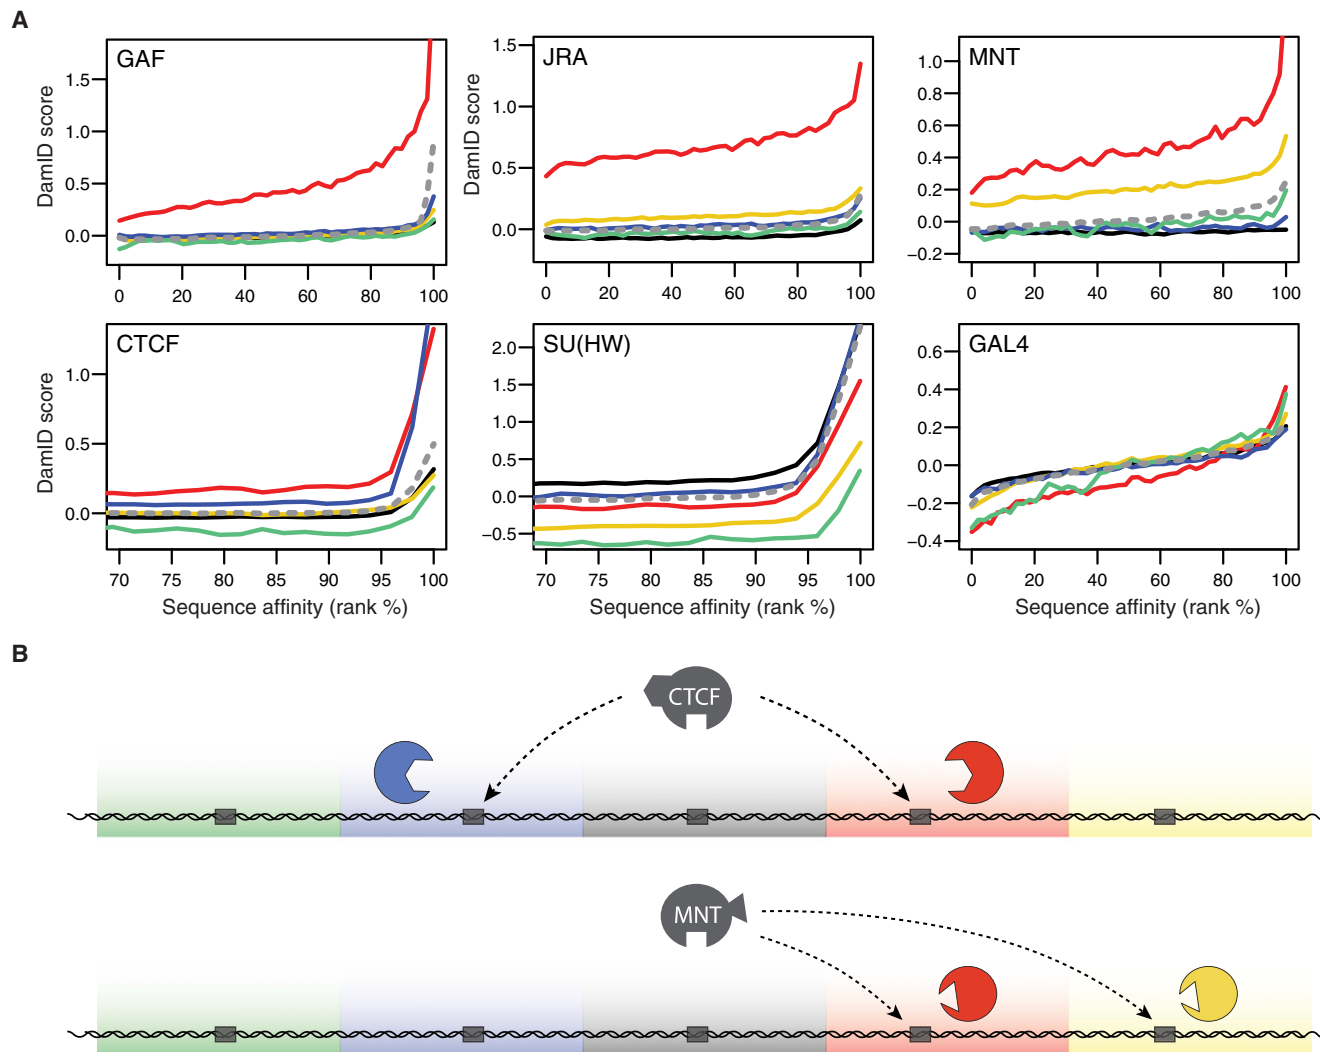 A
GAF
DamID score
1.5
1.0
0.5
0.0
0 20 40 60 80 100
JRA
DamID score
1.5
1.0
0.5
0.0
0 20 40 60 80 100
MNT
1.0
0.8
0.6
0.4
0.2
0.0
−0.2
0 20 40 60 80 100
CTCF
DamID score
1.0
0.5
0.0
70 75 80 85 90 95 100
Sequence affinity (rank %)
SU(HW)
2.0
1.5
1.0
0.5
0.0
−0.5
70 75 80 85 90 95 100
Sequence affinity (rank %)
GAL4
0.6
0.4
0.2
0.0
−0.2
−0.4
0 20 40 60 80 100
Sequence affinity (rank %)
B
CTCF
MNT